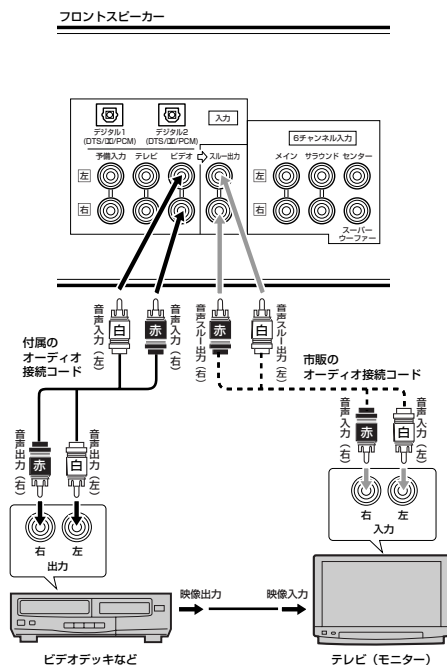 フロントスピーカー
入力
デジタル1
(DTS/DD/PCM)
デジタル2
(DTS/DD/PCM)
6チャンネル入力
予備入力 テレビ ビデオ スルー出力
メイン サラウンド センター
左
左
右
右
スーパー
ウーファー
音声入力（左）
白
赤
音声入力（右）
音声スルー出力（右）
赤
白
音声スルー出力（左）
付属の
オーディオ
接続コード
市販の
オーディオ接続コード
音声出力（右）
赤
白
音声出力（左）
音声入力（右）
赤
白
音声入力（左）
右 左
出力
右 左
入力
映像出力
映像入力
ビデオデッキなど
テレビ（モニター）